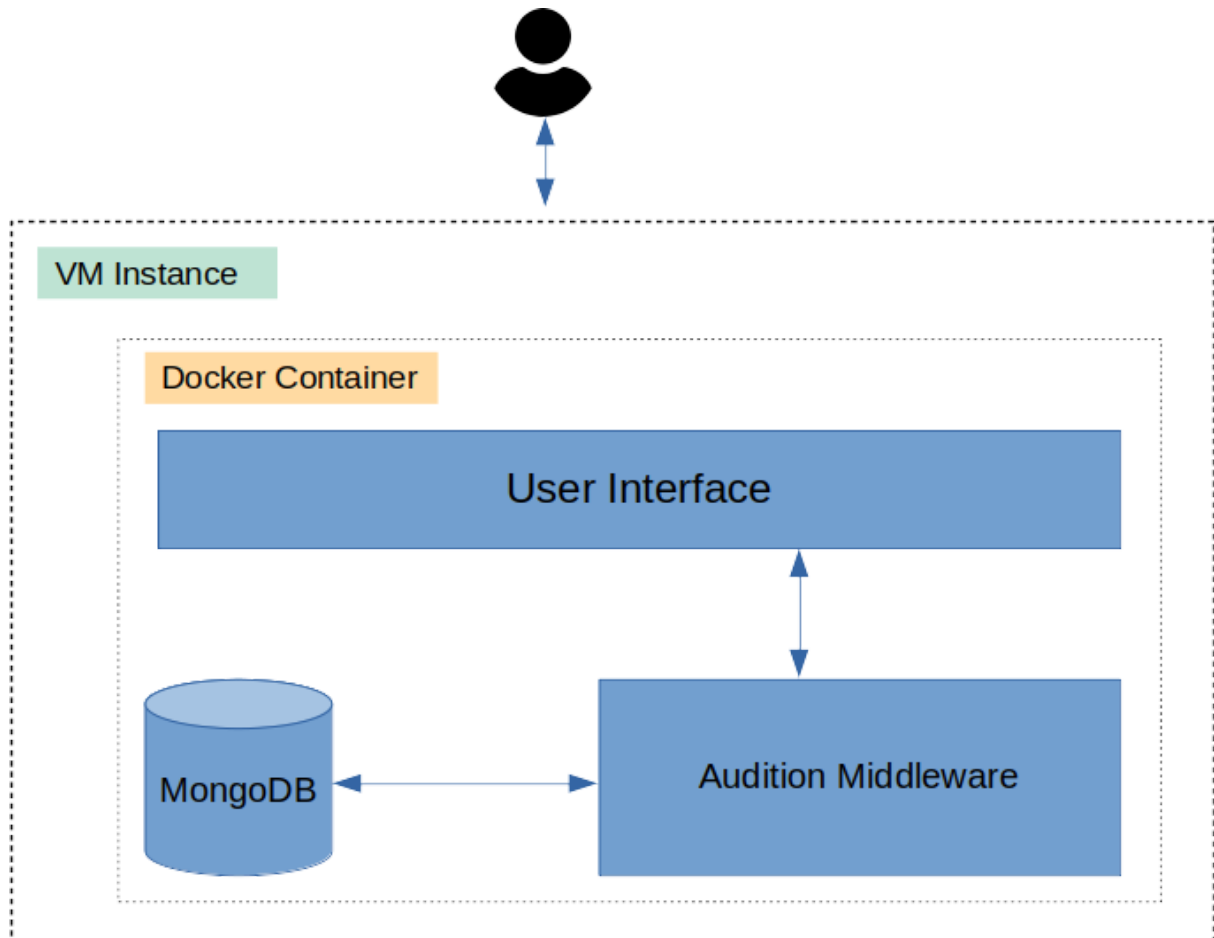 VM Instance
Docker Container
User Interface
MongoDB
Audition Middleware